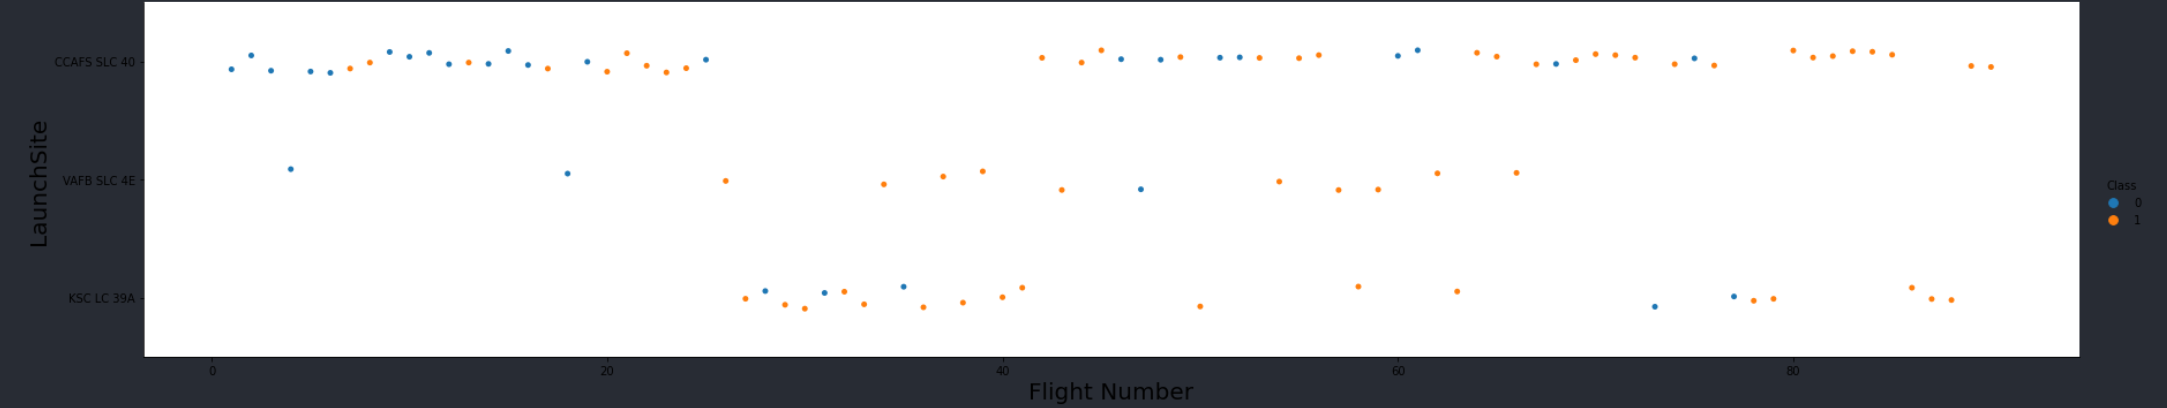 LaunchSite
CCAFS SLC 40
VAFB SLC 4E
KSC LC 39A
0
20
40
60
80
Flight Number
Class
0
1